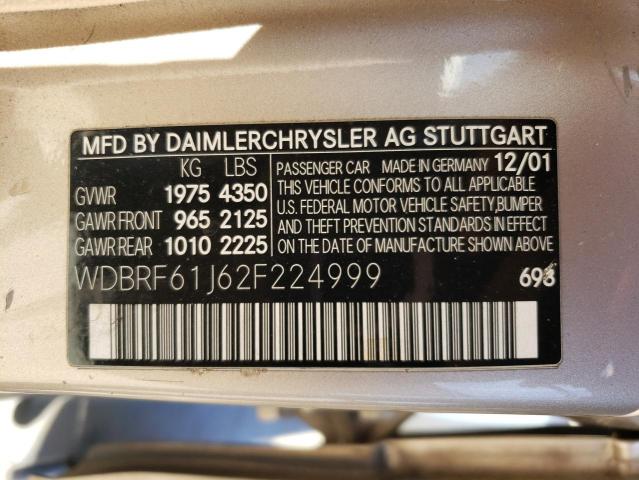 MFD BY DAIMLERCHRYSLER AG STUTTGART
KG LBS
GVWR 1975 4350
GAWR FRONT 965 2125
GAWR REAR 1010 2225
PASSENGER CAR MADE IN GERMANY 12/01
THIS VEHICLE CONFORMS TO ALL APPLICABLE
U.S. FEDERAL MOTOR VEHICLE SAFETY,BUMPER
AND THEFT PREVENTION STANDARDS IN EFFECT
ON DATE OF MANUFACTURE SHOWN ABOVE
WDBRF61J62F224999
693